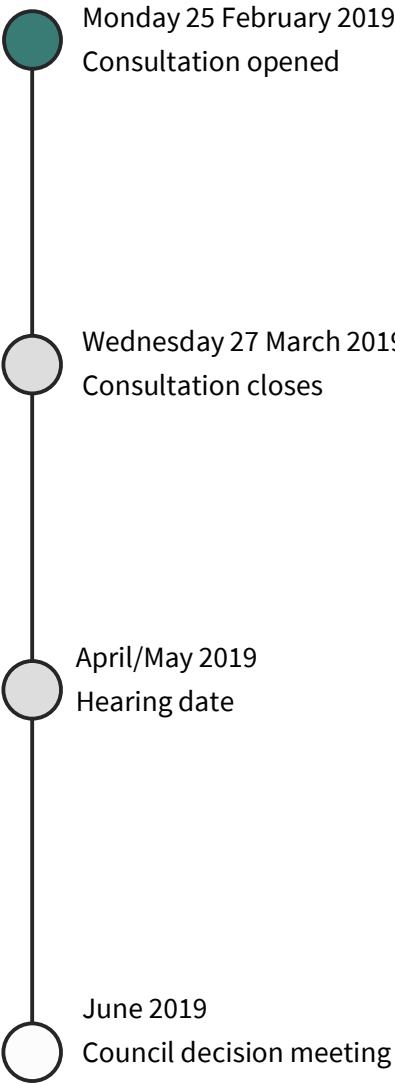 Monday 25 February 2019
Consultation opened
Wednesday 27 March 2019
Consultation closes
April/May 2019
Hearing date
June 2019
Council decision meeting